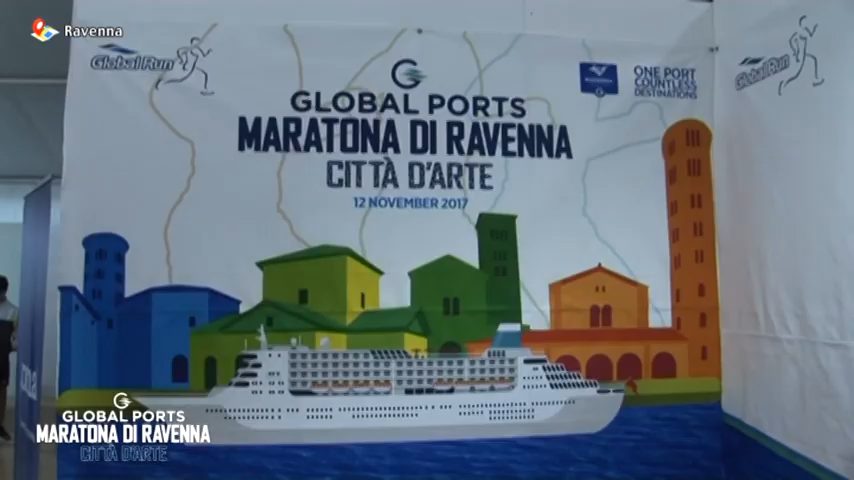 Ravenna
Global Run
GLOBAL PORTS
MARATONA DI RAVENNA
CITTÀ D'ARTE
12 NOVEMBER 2017
ONE PORT
COUNTLESS
DESTINATIONS
Global Run
GLOBAL PORTS
MARATONA DI RAVENNA
CITTÀ D'ARTE